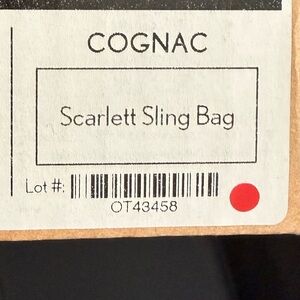 COGNAC
Scarlett Sling Bag
Lot #:
OT43458